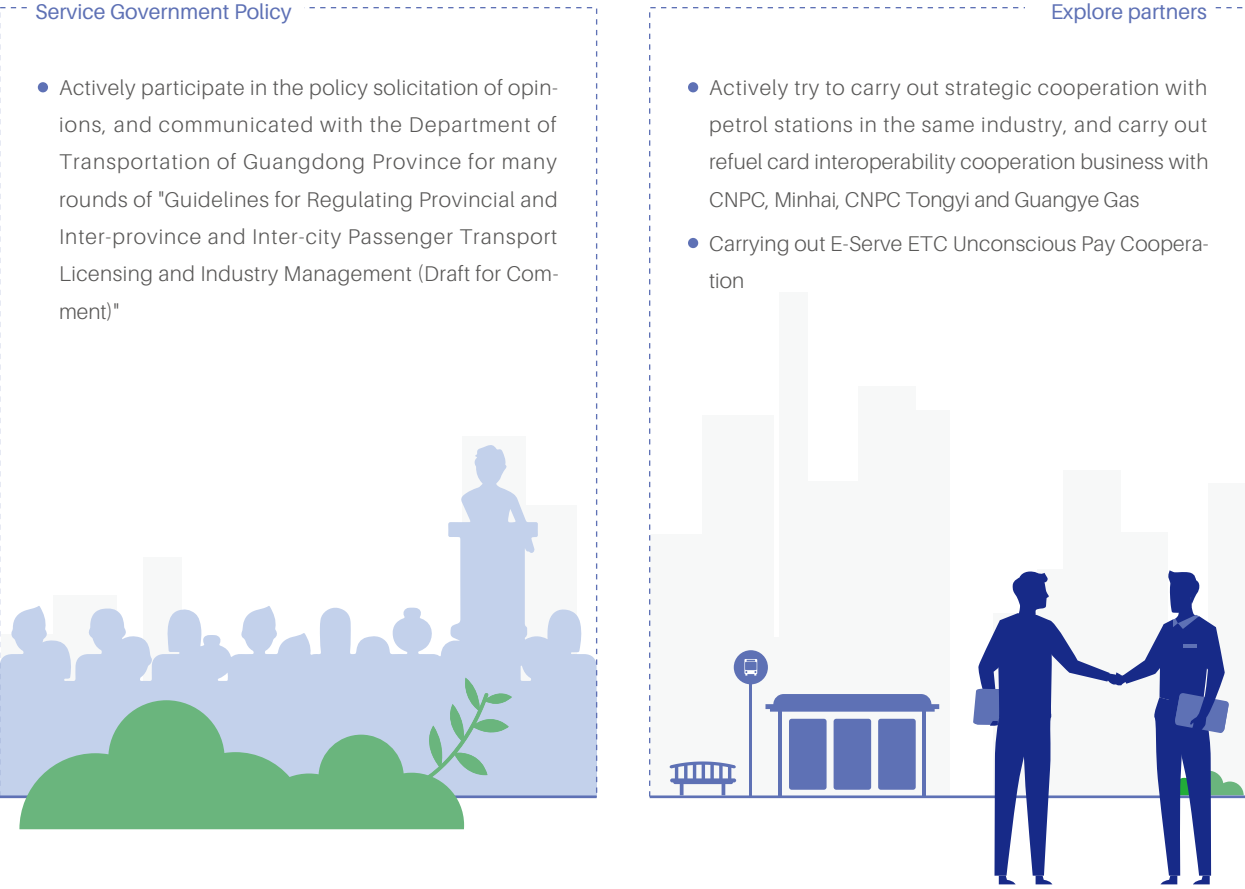 Service Government Policy
Actively participate in the policy solicitation of opin-
ions, and communicated with the Department of
Transportation of Guangdong Province for many
rounds of "Guidelines for Regulating Provincial and
Inter-province and Inter-city Passenger Transport
Licensing and Industry Management (Draft for Com-
ment)"
Explore partners
Actively try to carry out strategic cooperation with
petrol stations in the same industry, and carry out
refuel card interoperability cooperation business with
CNPC, Minhai, CNPC Tongyi and Guangye Gas
Carrying out E-Serve ETC Unconscious Pay Coopera-
tion